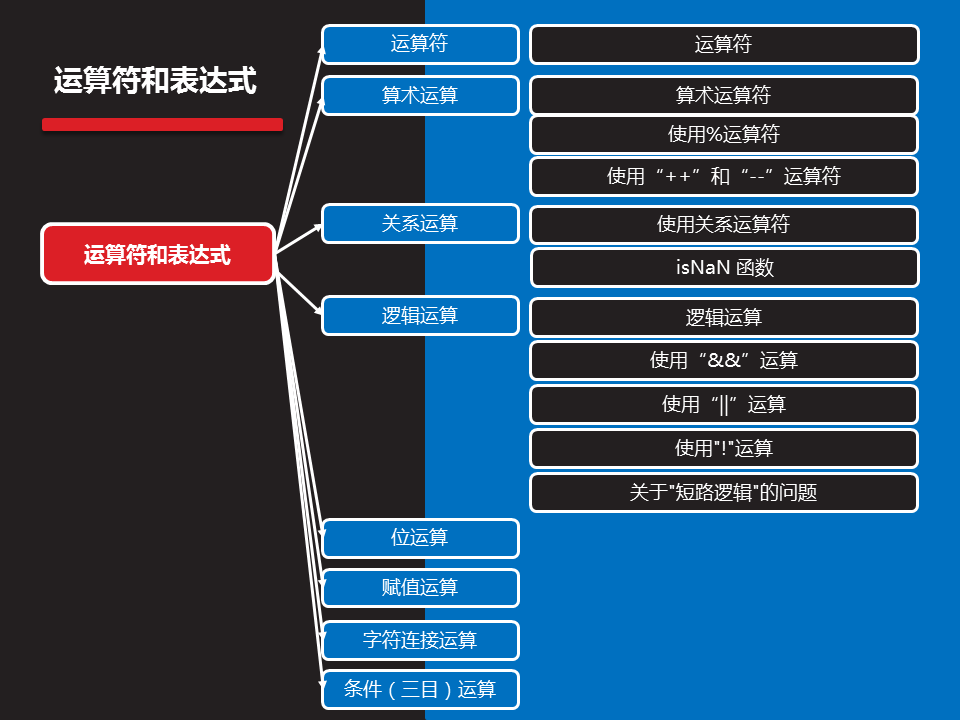 运算符和表达式
运算符和表达式
运算符
运算符
算术运算
算术运算符
使用%运算符
使用“++”和“--”运算符
关系运算
使用关系运算符
isNaN 函数
逻辑运算
逻辑运算
使用“&&”运算
使用“||”运算
使用"!"运算
关于"短路逻辑"的问题
位运算
赋值运算
字符连接运算
条件（三目）运算